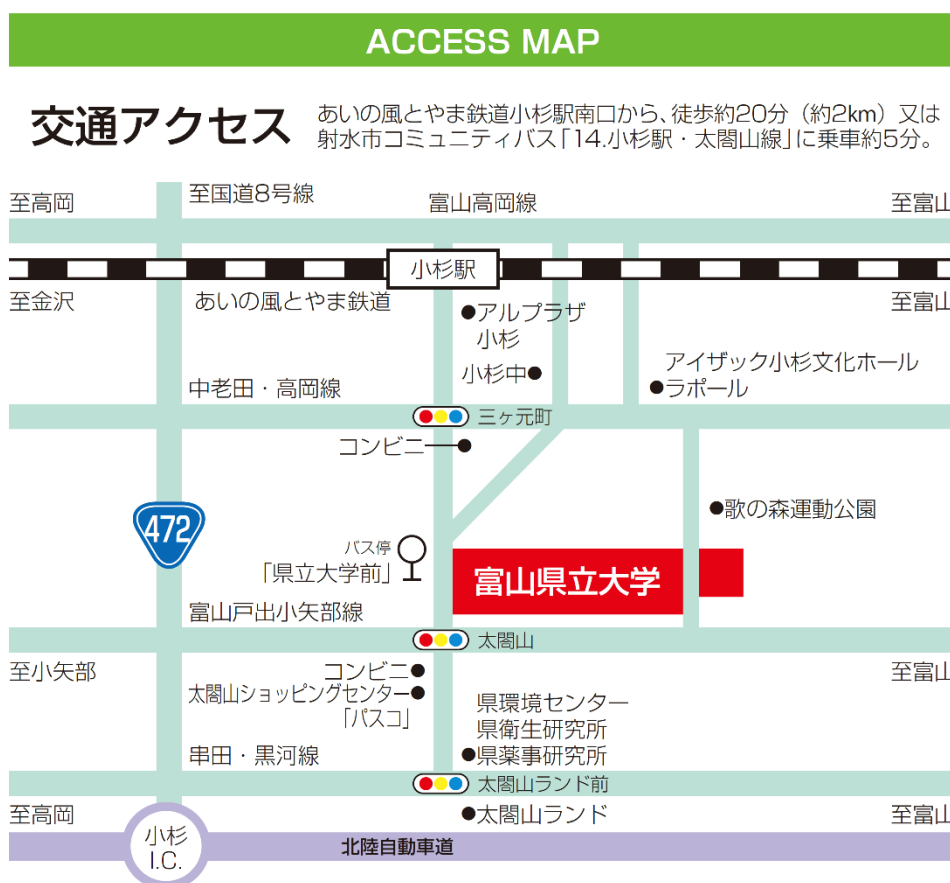 ACCESS MAP
交通アクセス
あいの風とやま鉄道小杉駅南口から、徒歩約20分（約2km）又は
射水市コミュニティバス「14.小杉駅・太閤山線」に乗車約5分。
至高岡
至国道8号線
富山高岡線
至富山
小杉駅
至金沢
あいの風とやま鉄道
至富山
●アルプラザ
小杉
小杉中●
アイザック小杉文化ホール
●ラポール
中老田・高岡線
三ヶ元町
コンビニ
472
●歌の森運動公園
バス停
「県立大学前」
富山県立大学
富山戸出小矢部線
太閤山
至小矢部
コンビニ●
至富山
太閤山ショッピングセンター●
「パスコ」
県環境センター
県衛生研究所
●県薬事研究所
串田・黒河線
太閤山ランド前
至高岡
●太閤山ランド
至富山
小杉
I.C.
北陸自動車道